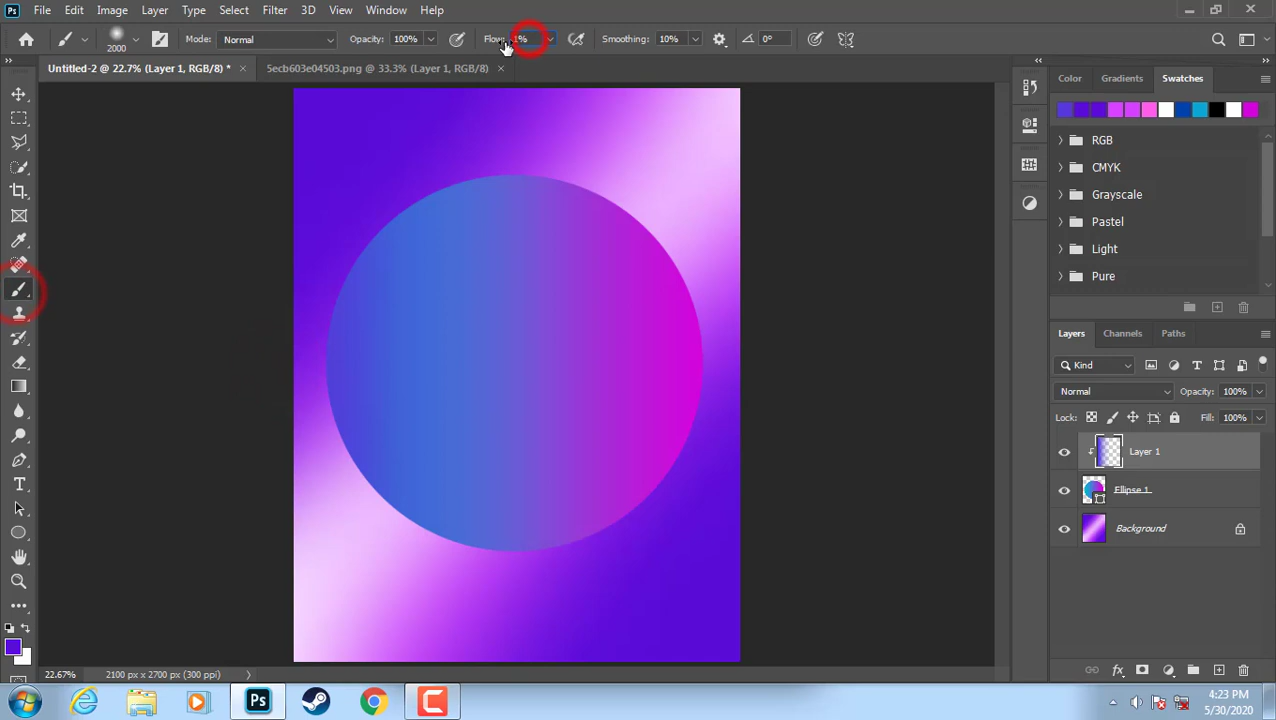 Ps File Edit Image Layer Type Select Filter 3D View Window Help
2000 Mode: Normal Opacity: 100% Flow: 1% Smoothing: 10% 0°
Untitled-2 @ 22.7% (Layer 1, RGB/8) * × 5ecb603e04503.png @ 33.3% (Layer 1, RGB/8) ×
Color Gradients Swatches
RGB
CMYK
Grayscale
Pastel
Light
Pure
Layers Channels Paths
Kind
Normal Opacity: 100%
Lock: Fill: 100%
Layer 1
Ellipse 1
Background
22.67% 2100 px x 2700 px (300 ppi)
Ps
4:23 PM
5/30/2020